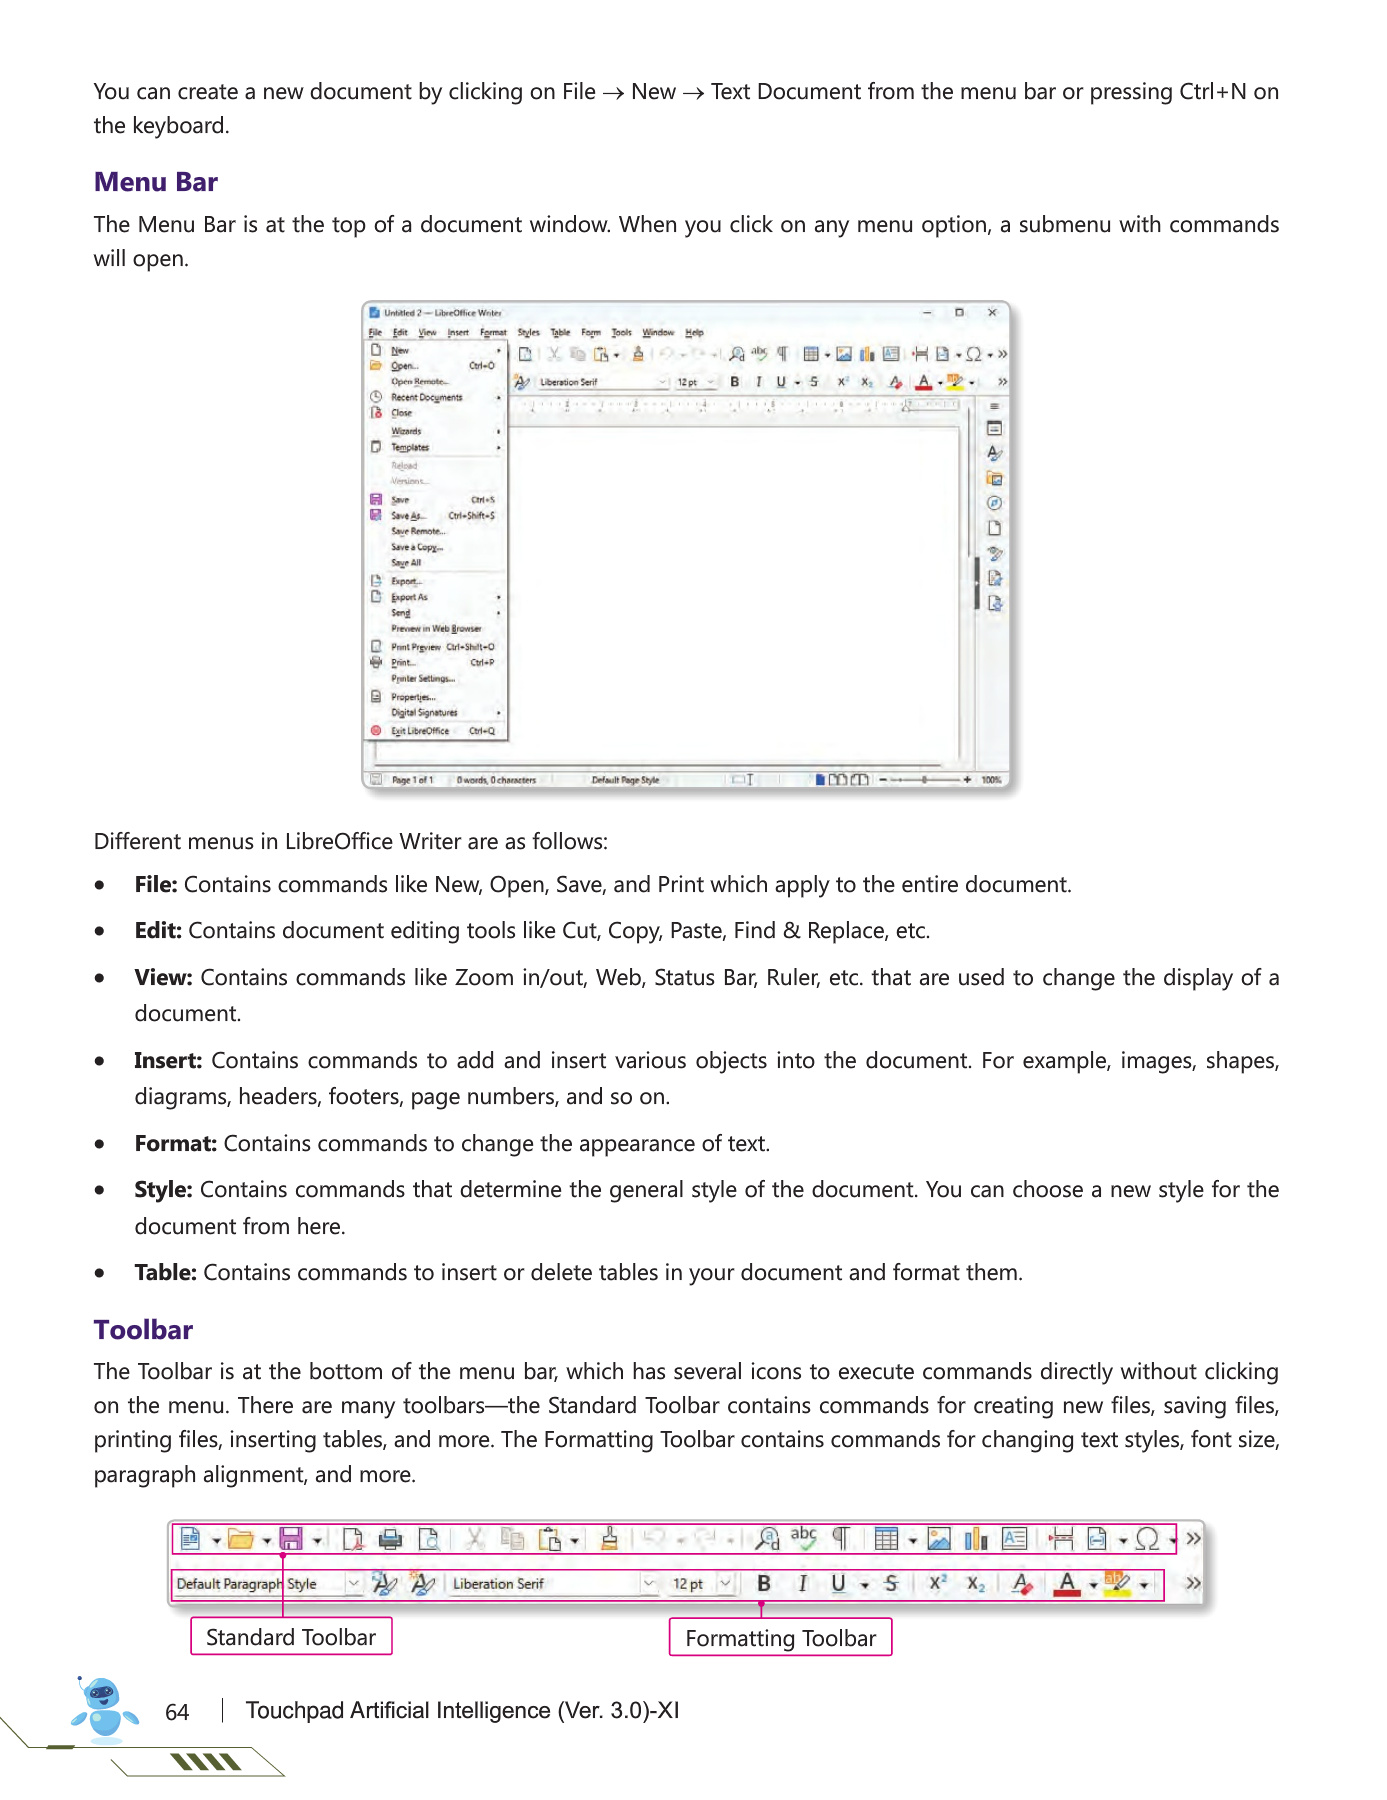 You can create a new document by clicking on File → New → Text Document from the menu bar or pressing Ctrl+N on
the keyboard.
Menu Bar
The Menu Bar is at the top of a document window. When you click on any menu option, a submenu with commands
will open.
Untitled 2 — LibreOffice Writer
File Edit View Insert Format Styles Table Form Tools Window Help
New
Open... Ctrl+O
Open Remote...
Recent Documents
Close
Wizards
Templates
Reload
Versions...
Save Ctrl+S
Save As... Ctrl+Shift+S
Save Remote...
Save a Copy...
Save All
Export...
Export As
Send
Preview in Web Browser
Print Preview Ctrl+Shift+O
Print... Ctrl+P
Printer Settings...
Properties...
Digital Signatures
Exit LibreOffice Ctrl+Q
Liberation Serif 12 pt B I U S X² X₂ A A
Page 1 of 1 0 words, 0 characters Default Page Style 100%
Different menus in LibreOffice Writer are as follows:
• File: Contains commands like New, Open, Save, and Print which apply to the entire document.
• Edit: Contains document editing tools like Cut, Copy, Paste, Find & Replace, etc.
• View: Contains commands like Zoom in/out, Web, Status Bar, Ruler, etc. that are used to change the display of a
document.
• Insert: Contains commands to add and insert various objects into the document. For example, images, shapes,
diagrams, headers, footers, page numbers, and so on.
• Format: Contains commands to change the appearance of text.
• Style: Contains commands that determine the general style of the document. You can choose a new style for the
document from here.
• Table: Contains commands to insert or delete tables in your document and format them.
Toolbar
The Toolbar is at the bottom of the menu bar, which has several icons to execute commands directly without clicking
on the menu. There are many toolbars—the Standard Toolbar contains commands for creating new files, saving files,
printing files, inserting tables, and more. The Formatting Toolbar contains commands for changing text styles, font size,
paragraph alignment, and more.
abc ¶ Ω
Default Paragraph Style Liberation Serif 12 pt B I U S X² X₂ A A
Standard Toolbar Formatting Toolbar
64 Touchpad Artificial Intelligence (Ver. 3.0)-XI